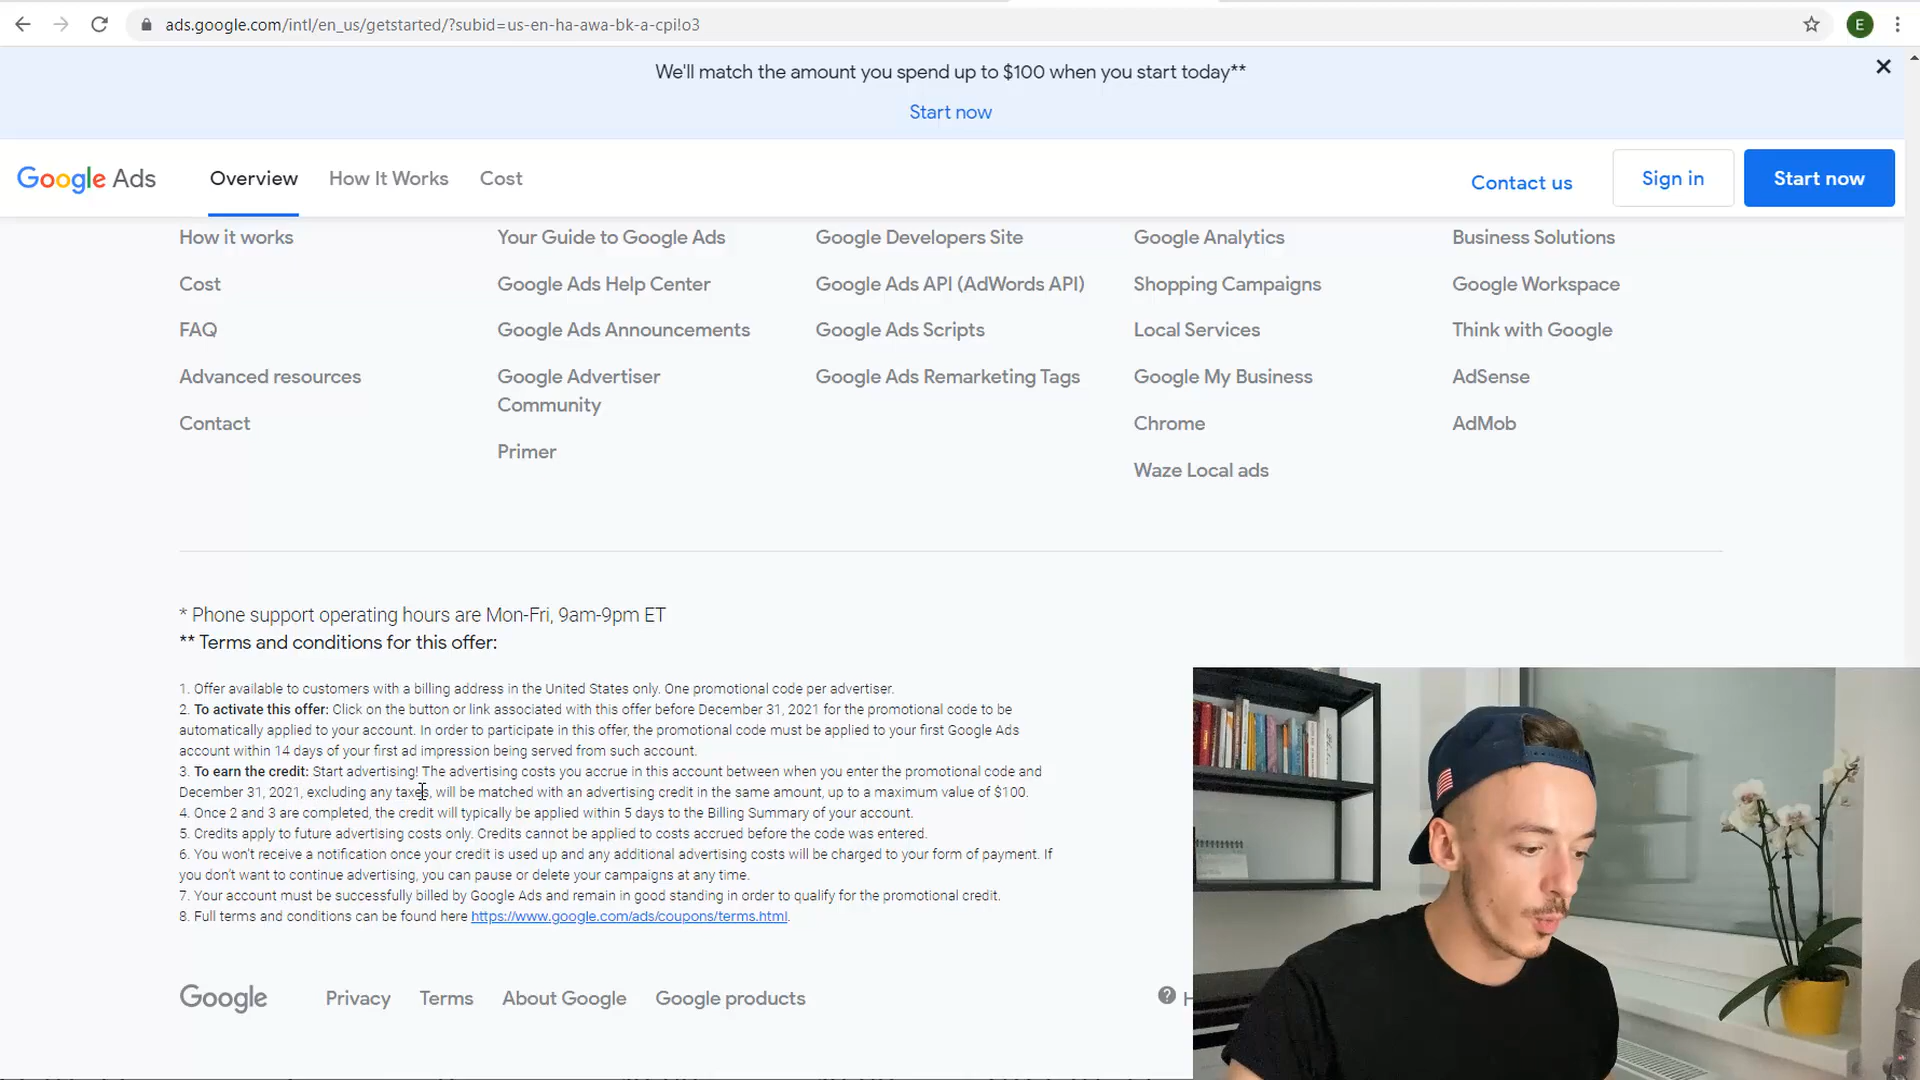 ads.google.com/intl/en_us/getstarted/?subid=us-en-ha-awa-bk-a-cpi!o3
E
We'll match the amount you spend up to $100 when you start today**
Start now
Google Ads
Overview
How It Works
Cost
Contact us
Sign in
Start now
How it works
Cost
FAQ
Advanced resources
Contact
Your Guide to Google Ads
Google Ads Help Center
Google Ads Announcements
Google Advertiser
Community
Primer
Google Developers Site
Google Ads API (AdWords API)
Google Ads Scripts
Google Ads Remarketing Tags
Google Analytics
Shopping Campaigns
Local Services
Google My Business
Chrome
Waze Local ads
Business Solutions
Google Workspace
Think with Google
AdSense
AdMob
* Phone support operating hours are Mon-Fri, 9am-9pm ET
** Terms and conditions for this offer:
1. Offer available to customers with a billing address in the United States only. One promotional code per advertiser.
2. To activate this offer: Click on the button or link associated with this offer before December 31, 2021 for the promotional code to be
automatically applied to your account. In order to participate in this offer, the promotional code must be applied to your first Google Ads
account within 14 days of your first ad impression being served from such account.
3. To earn the credit: Start advertising! The advertising costs you accrue in this account between when you enter the promotional code and
December 31, 2021, excluding any taxes, will be matched with an advertising credit in the same amount, up to a maximum value of $100.
4. Once 2 and 3 are completed, the credit will typically be applied within 5 days to the Billing Summary of your account.
5. Credits apply to future advertising costs only. Credits cannot be applied to costs accrued before the code was entered.
6. You won't receive a notification once your credit is used up and any additional advertising costs will be charged to your form of payment. If
you don't want to continue advertising, you can pause or delete your campaigns at any time.
7. Your account must be successfully billed by Google Ads and remain in good standing in order to qualify for the promotional credit.
8. Full terms and conditions can be found here https://www.google.com/ads/coupons/terms.html.
Google
Privacy
Terms
About Google
Google products
H